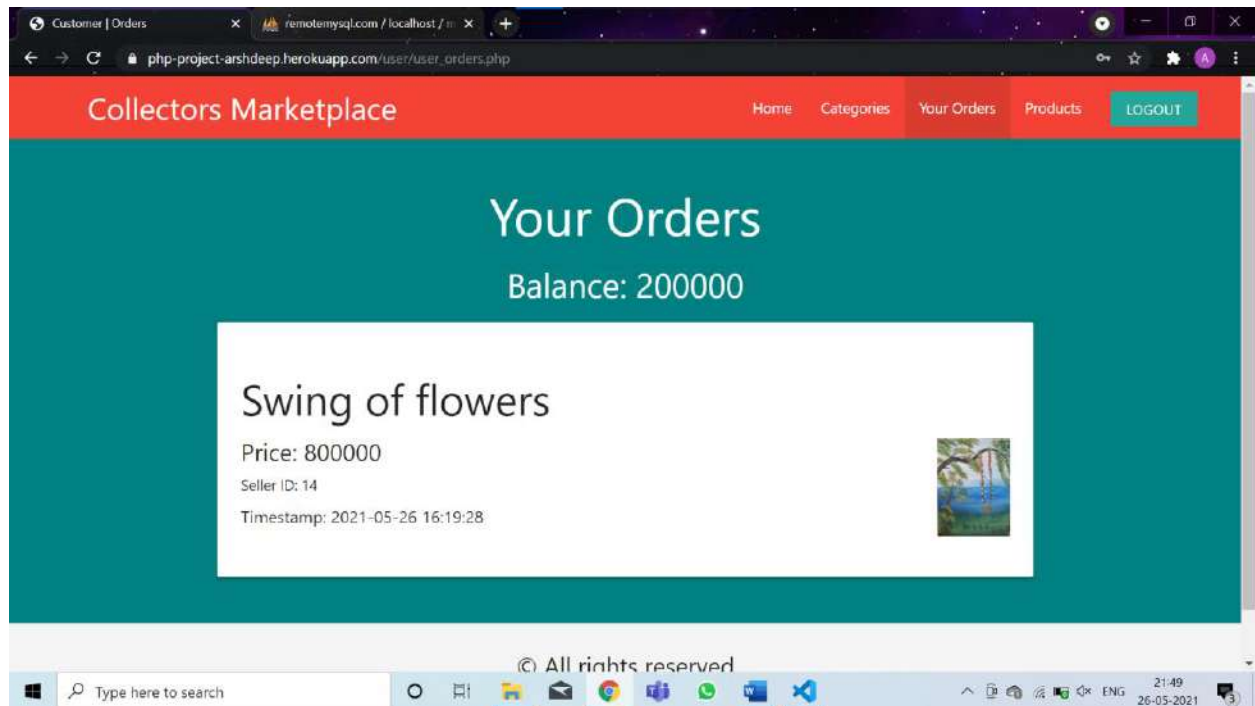 Customer | Orders
remotemysql.com / localhost /
php-project-arshdeep.herokuapp.com/user/user_orders.php
A
Collectors Marketplace
Home Categories Your Orders Products LOGOUT
Your Orders
Balance: 200000
Swing of flowers
Price: 800000
Seller ID: 14
Timestamp: 2021-05-26 16:19:28
© All rights reserved
Type here to search
ENG
21:49
26-05-2021
3